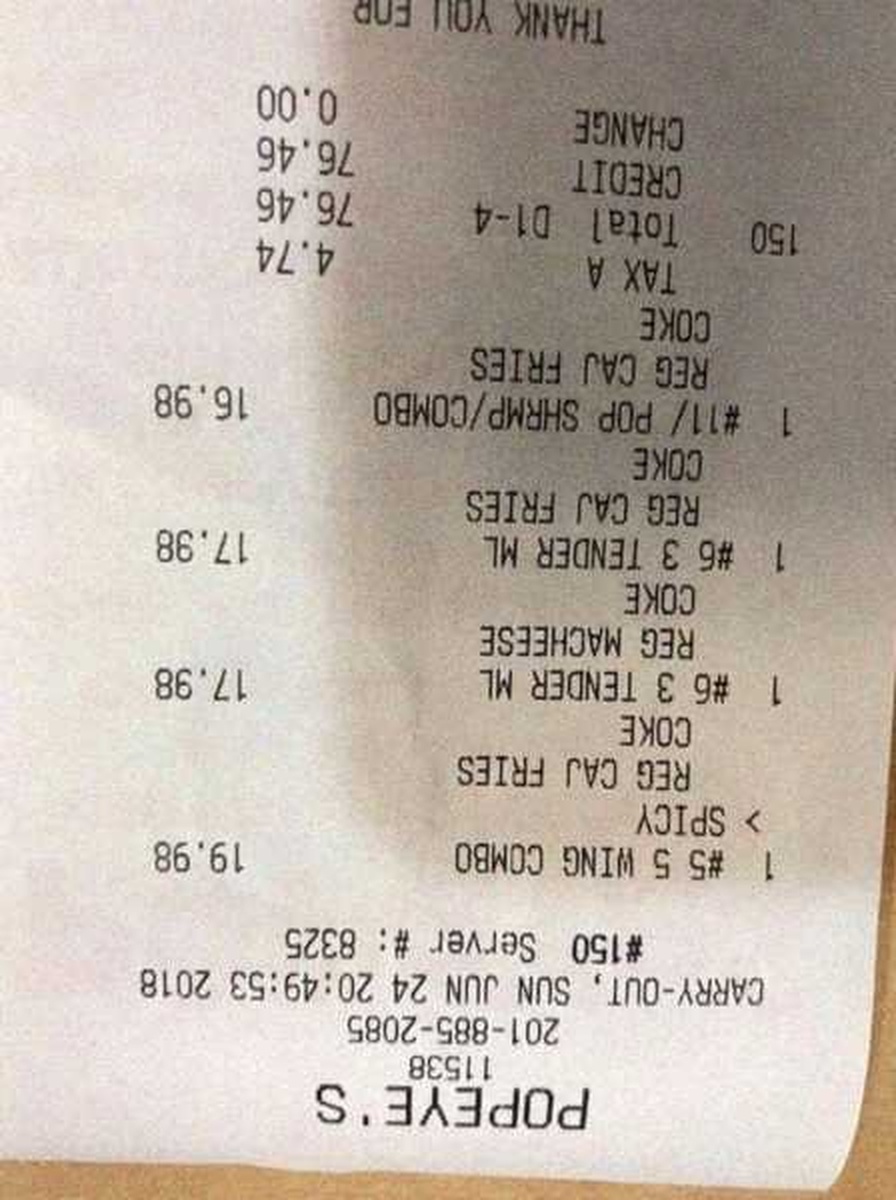 POPEYE'S
11538
201-885-2085
CARRY-OUT, SUN JUN 24 20:49:53 2018
#150 Server #: 8325
1 #5 5 WING COMBO 19.98
> SPICY
REG CAJ FRIES
COKE
1 #6 3 TENDER ML 17.98
REG MACHEESE
COKE
1 #6 3 TENDER ML 17.98
REG CAJ FRIES
COKE
1 #11/ POP SHRMP/COMBO 16.98
REG CAJ FRIES
COKE
TAX A 4.74
150 Total D1-4 76.46
CREDIT 76.46
CHANGE 0.00
THANK YOU FOR